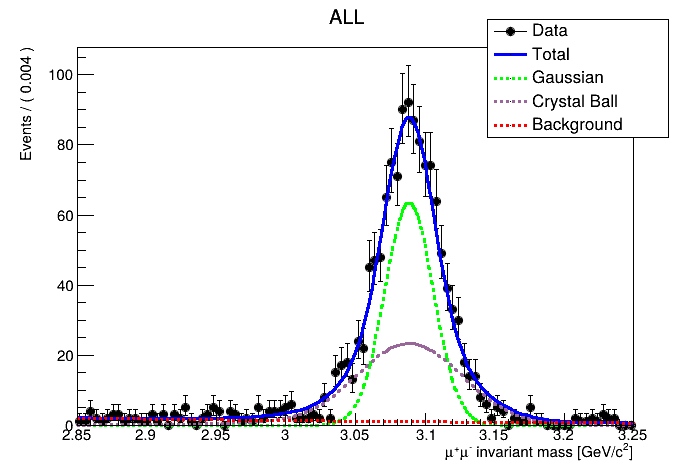 ALL
Data
Total
Gaussian
Crystal Ball
Background
Events / ( 0.004 )
100
80
60
40
20
0
2.85 2.9 2.95 3 3.05 3.1 3.15 3.2 3.25
μ⁺μ⁻ invariant mass [GeV/c²]